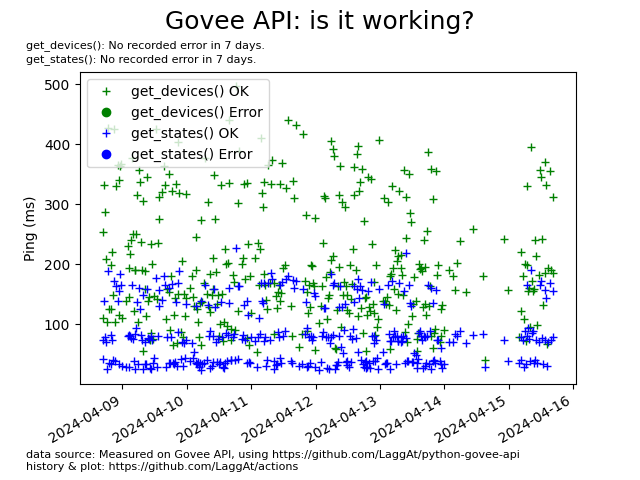 Govee API: is it working?
get_devices(): No recorded error in 7 days.
get_states(): No recorded error in 7 days.
get_devices() OK
get_devices() Error
get_states() OK
get_states() Error
500
400
300
200
100
Ping (ms)
2024-04-09
2024-04-10
2024-04-11
2024-04-12
2024-04-13
2024-04-14
2024-04-15
2024-04-16
data source: Measured on Govee API, using https://github.com/LaggAt/python-govee-api
history & plot: https://github.com/LaggAt/actions